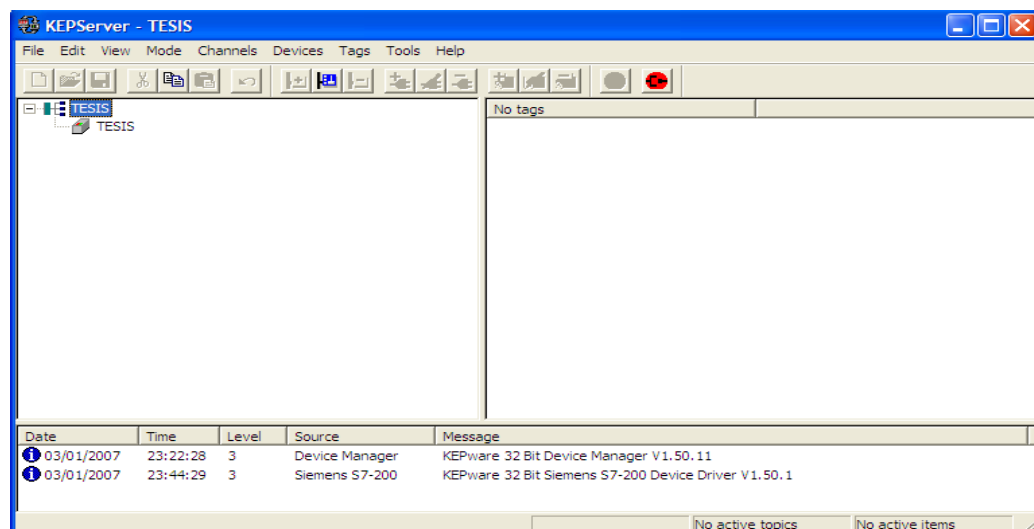 KEPServer - TESIS
File Edit View Mode Channels Devices Tags Tools Help
TESIS
TESIS
No tags
Date Time Level Source Message
03/01/2007 23:22:28 3 Device Manager KEPware 32 Bit Device Manager V1.50.11
03/01/2007 23:44:29 3 Siemens S7-200 KEPware 32 Bit Siemens S7-200 Device Driver V1.50.1
No active topics No active items